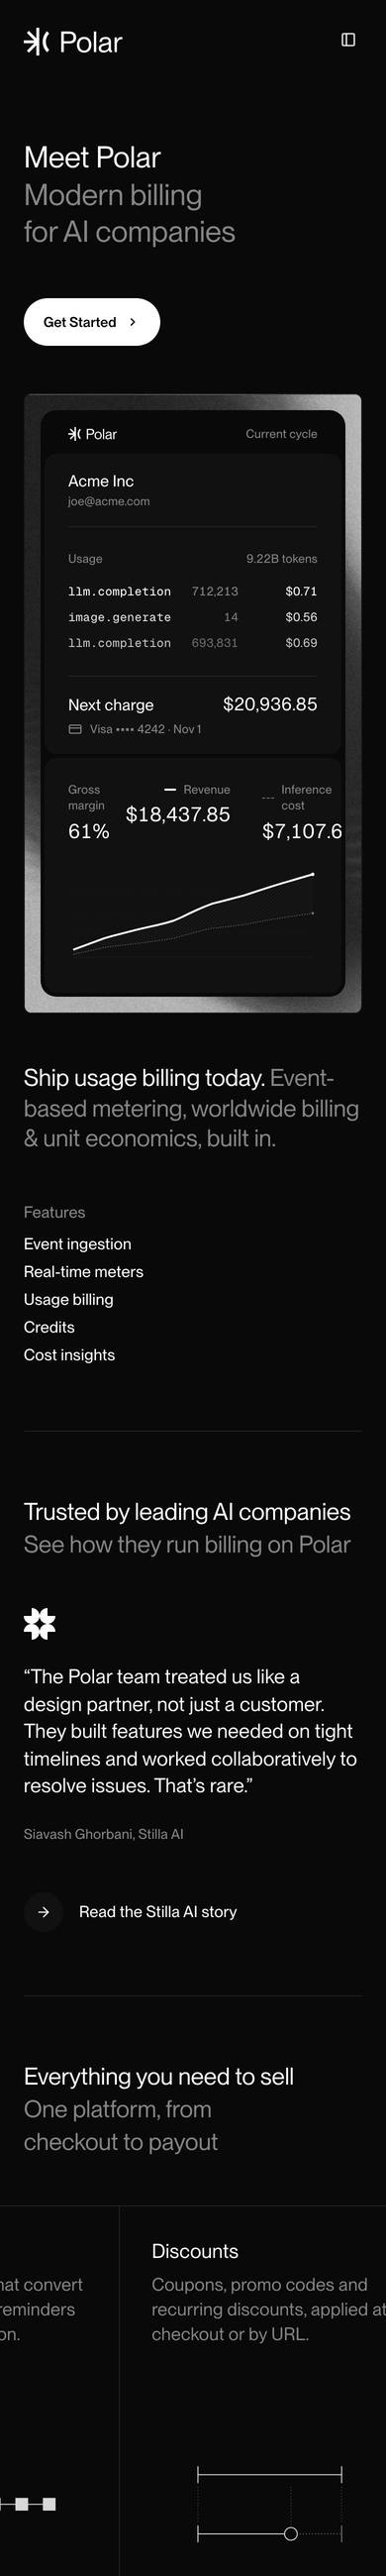 Polar
Meet Polar
Modern billing
for AI companies
Get Started
Polar
Current cycle
Acme Inc
joe@acme.com
Usage 9.22B tokens
llm.completion 712,213 $0.71
image.generate 14 $0.56
llm.completion 693,831 $0.69
Next charge $20,936.85
Visa •••• 4242 · Nov 1
Gross margin
61%
Revenue
$18,437.85
Inference cost
$7,107.6
Ship usage billing today. Event-
based metering, worldwide billing
& unit economics, built in.
Features
Event ingestion
Real-time meters
Usage billing
Credits
Cost insights
Trusted by leading AI companies
See how they run billing on Polar
“The Polar team treated us like a
design partner, not just a customer.
They built features we needed on tight
timelines and worked collaboratively to
resolve issues. That’s rare.”
Siavash Ghorbani, Stilla AI
Read the Stilla AI story
Everything you need to sell
One platform, from
checkout to payout
convert
reminders
Discounts
Coupons, promo codes and
recurring discounts, applied at
checkout or by URL.